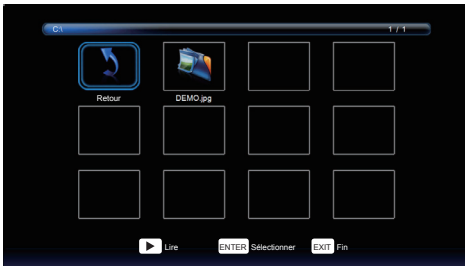 C:\ 1 / 1
Retour DEMO.jpg
Lire ENTER Sélectionner EXIT Fin